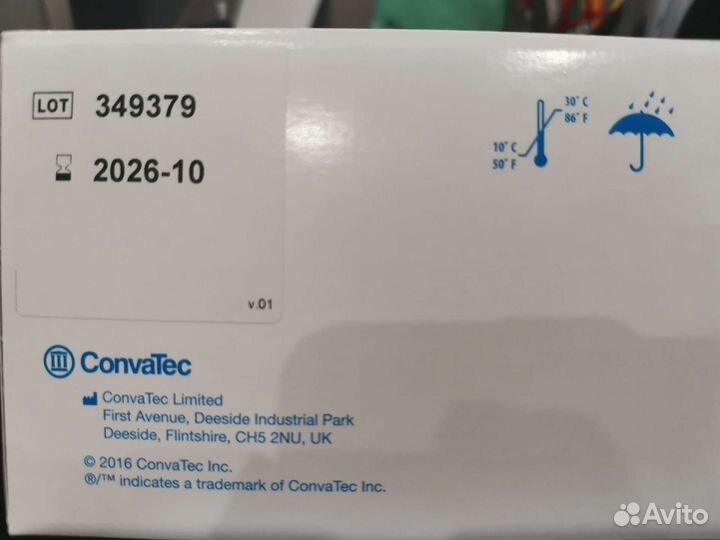 LOT 349379
2026-10
v.01
30°C
86°F
10°C
50°F
ConvaTec
ConvaTec Limited
First Avenue, Deeside Industrial Park
Deeside, Flintshire, CH5 2NU, UK
© 2016 ConvaTec Inc.
®/™ indicates a trademark of ConvaTec Inc.
Avito